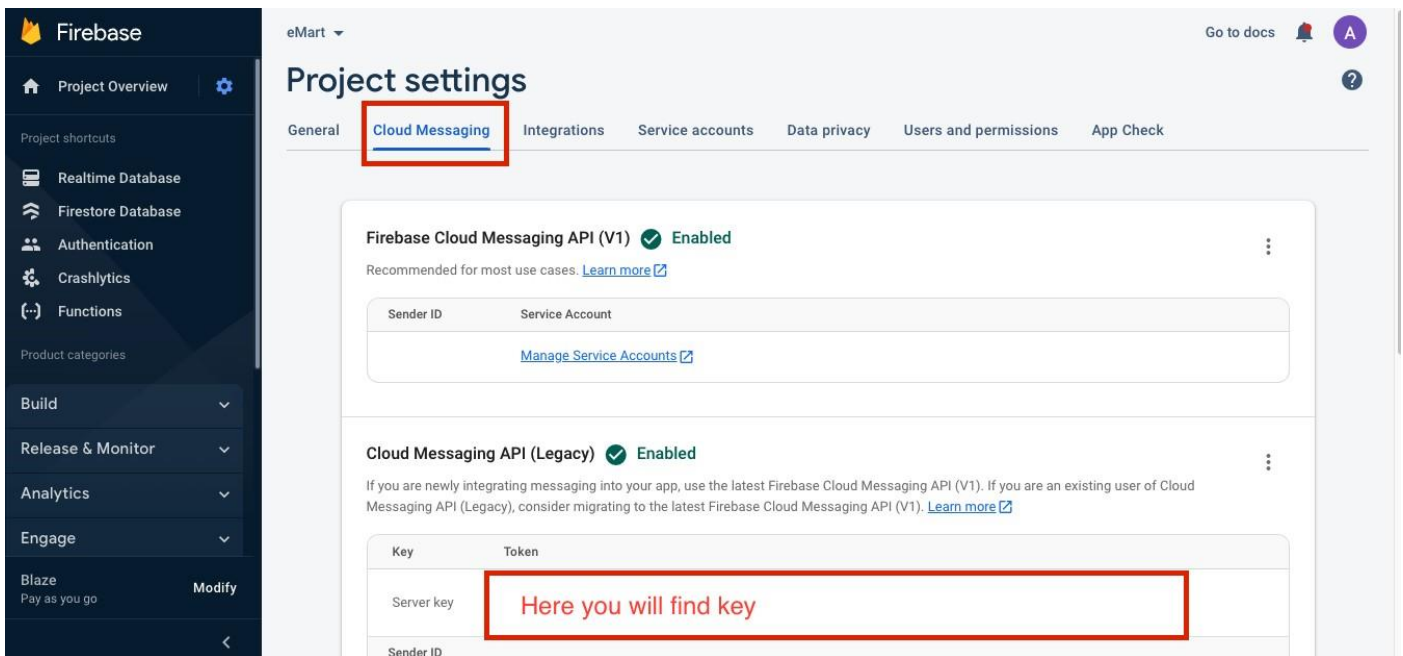 Firebase
eMart
Go to docs
A
Project Overview
Project settings
?
General Cloud Messaging Integrations Service accounts Data privacy Users and permissions App Check
Project shortcuts
Realtime Database
Firestore Database
Authentication
Crashlytics
Functions
Product categories
Build
Release & Monitor
Analytics
Engage
Blaze
Pay as you go
Modify
Firebase Cloud Messaging API (V1) Enabled
Recommended for most use cases. Learn more
Sender ID Service Account
Manage Service Accounts
Cloud Messaging API (Legacy) Enabled
If you are newly integrating messaging into your app, use the latest Firebase Cloud Messaging API (V1). If you are an existing user of Cloud
Messaging API (Legacy), consider migrating to the latest Firebase Cloud Messaging API (V1). Learn more
Key Token
Server key Here you will find key
Sender ID